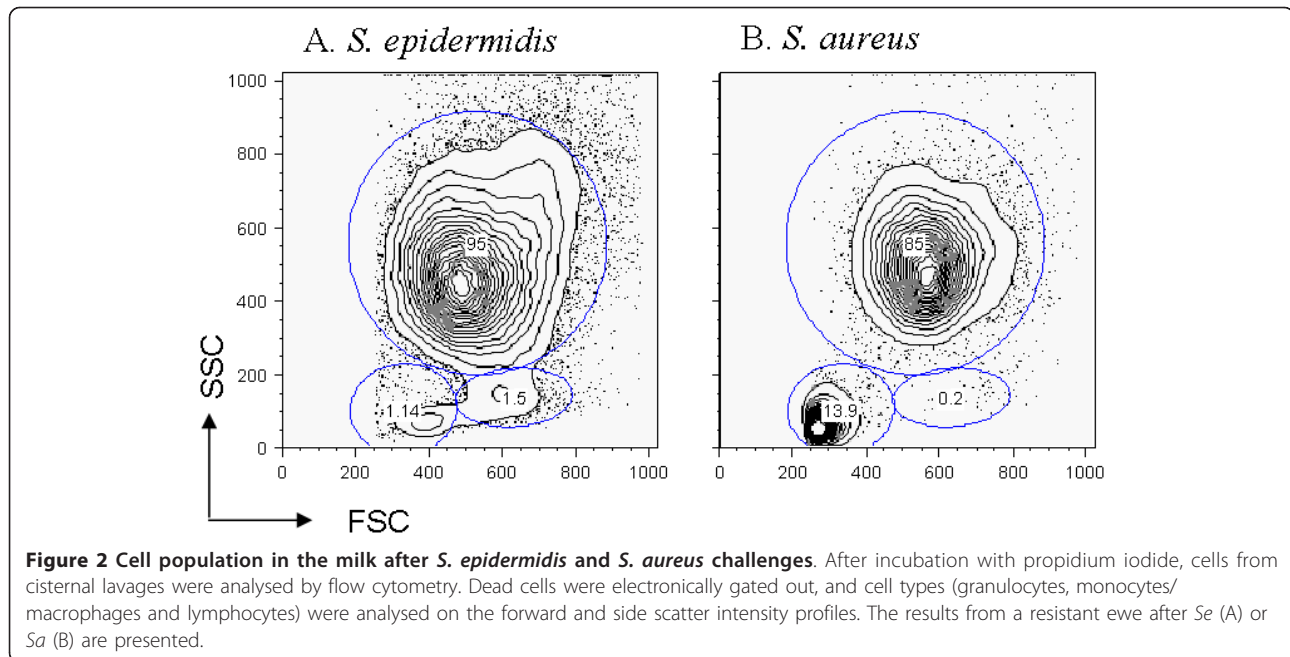 A. S. epidermidis
B. S. aureus
1000
800
600
400
200
0
95
1.14
1.5
85
13.9
0.2
0 200 400 600 800 1000
0 200 400 600 800 1000
SSC
FSC
Figure 2 Cell population in the milk after S. epidermidis and S. aureus challenges. After incubation with propidium iodide, cells from
cisternal lavages were analysed by flow cytometry. Dead cells were electronically gated out, and cell types (granulocytes, monocytes/
macrophages and lymphocytes) were analysed on the forward and side scatter intensity profiles. The results from a resistant ewe after Se (A) or
Sa (B) are presented.